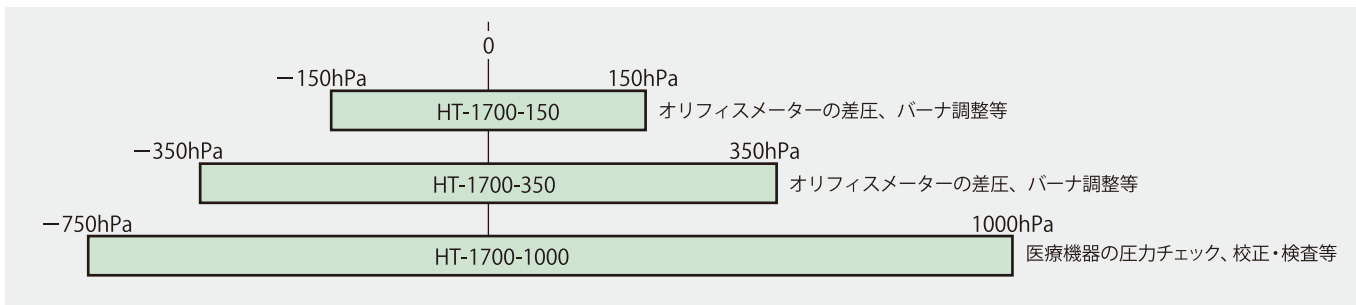 0
−150hPa 150hPa
HT-1700-150 オリフィスメーターの差圧、バーナ調整等
−350hPa 350hPa
HT-1700-350 オリフィスメーターの差圧、バーナ調整等
−750hPa 1000hPa
HT-1700-1000 医療機器の圧力チェック、校正・検査等